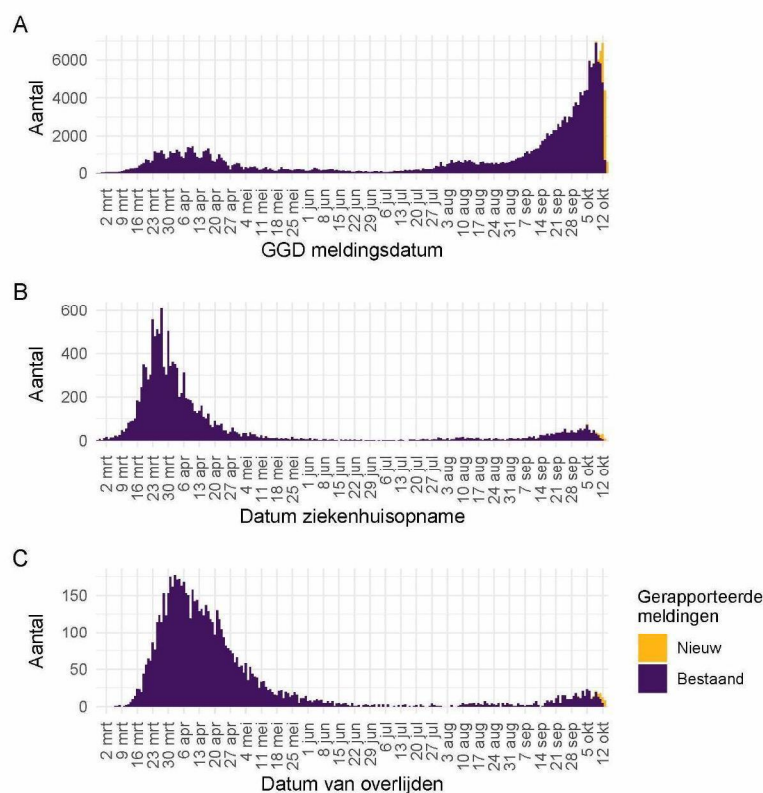 A
6000
4000
2000
0
Aantal
2 mrt
9 mrt
16 mrt
23 mrt
30 mrt
6 apr
13 apr
20 apr
27 apr
4 mei
11 mei
18 mei
25 mei
1 jun
8 jun
15 jun
22 jun
29 jun
6 jul
13 jul
20 jul
27 jul
3 aug
10 aug
17 aug
24 aug
31 aug
7 sep
14 sep
21 sep
28 sep
5 okt
12 okt
GGD meldingsdatum
B
600
400
200
0
Aantal
2 mrt
9 mrt
16 mrt
23 mrt
30 mrt
6 apr
13 apr
20 apr
27 apr
4 mei
11 mei
18 mei
25 mei
1 jun
8 jun
15 jun
22 jun
29 jun
6 jul
13 jul
20 jul
27 jul
3 aug
10 aug
17 aug
24 aug
31 aug
7 sep
14 sep
21 sep
28 sep
5 okt
12 okt
Datum ziekenhuisopname
C
150
100
50
0
Aantal
2 mrt
9 mrt
16 mrt
23 mrt
30 mrt
6 apr
13 apr
20 apr
27 apr
4 mei
11 mei
18 mei
25 mei
1 jun
8 jun
15 jun
22 jun
29 jun
6 jul
13 jul
20 jul
27 jul
3 aug
10 aug
17 aug
24 aug
31 aug
7 sep
14 sep
21 sep
28 sep
5 okt
12 okt
Datum van overlijden
Gerapporteerde
meldingen
Nieuw
Bestaand